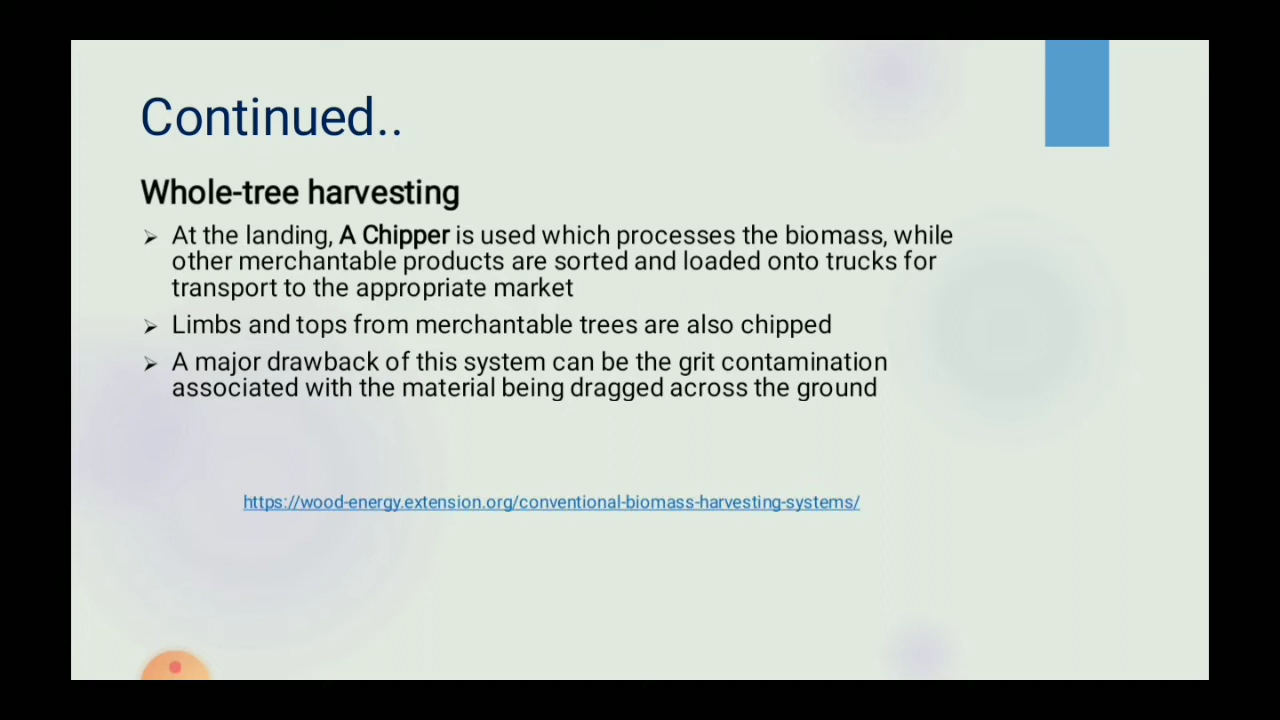 Continued..
Whole-tree harvesting
➢ At the landing, A Chipper is used which processes the biomass, while
other merchantable products are sorted and loaded onto trucks for
transport to the appropriate market
➢ Limbs and tops from merchantable trees are also chipped
➢ A major drawback of this system can be the grit contamination
associated with the material being dragged across the ground
https://wood-energy.extension.org/conventional-biomass-harvesting-systems/